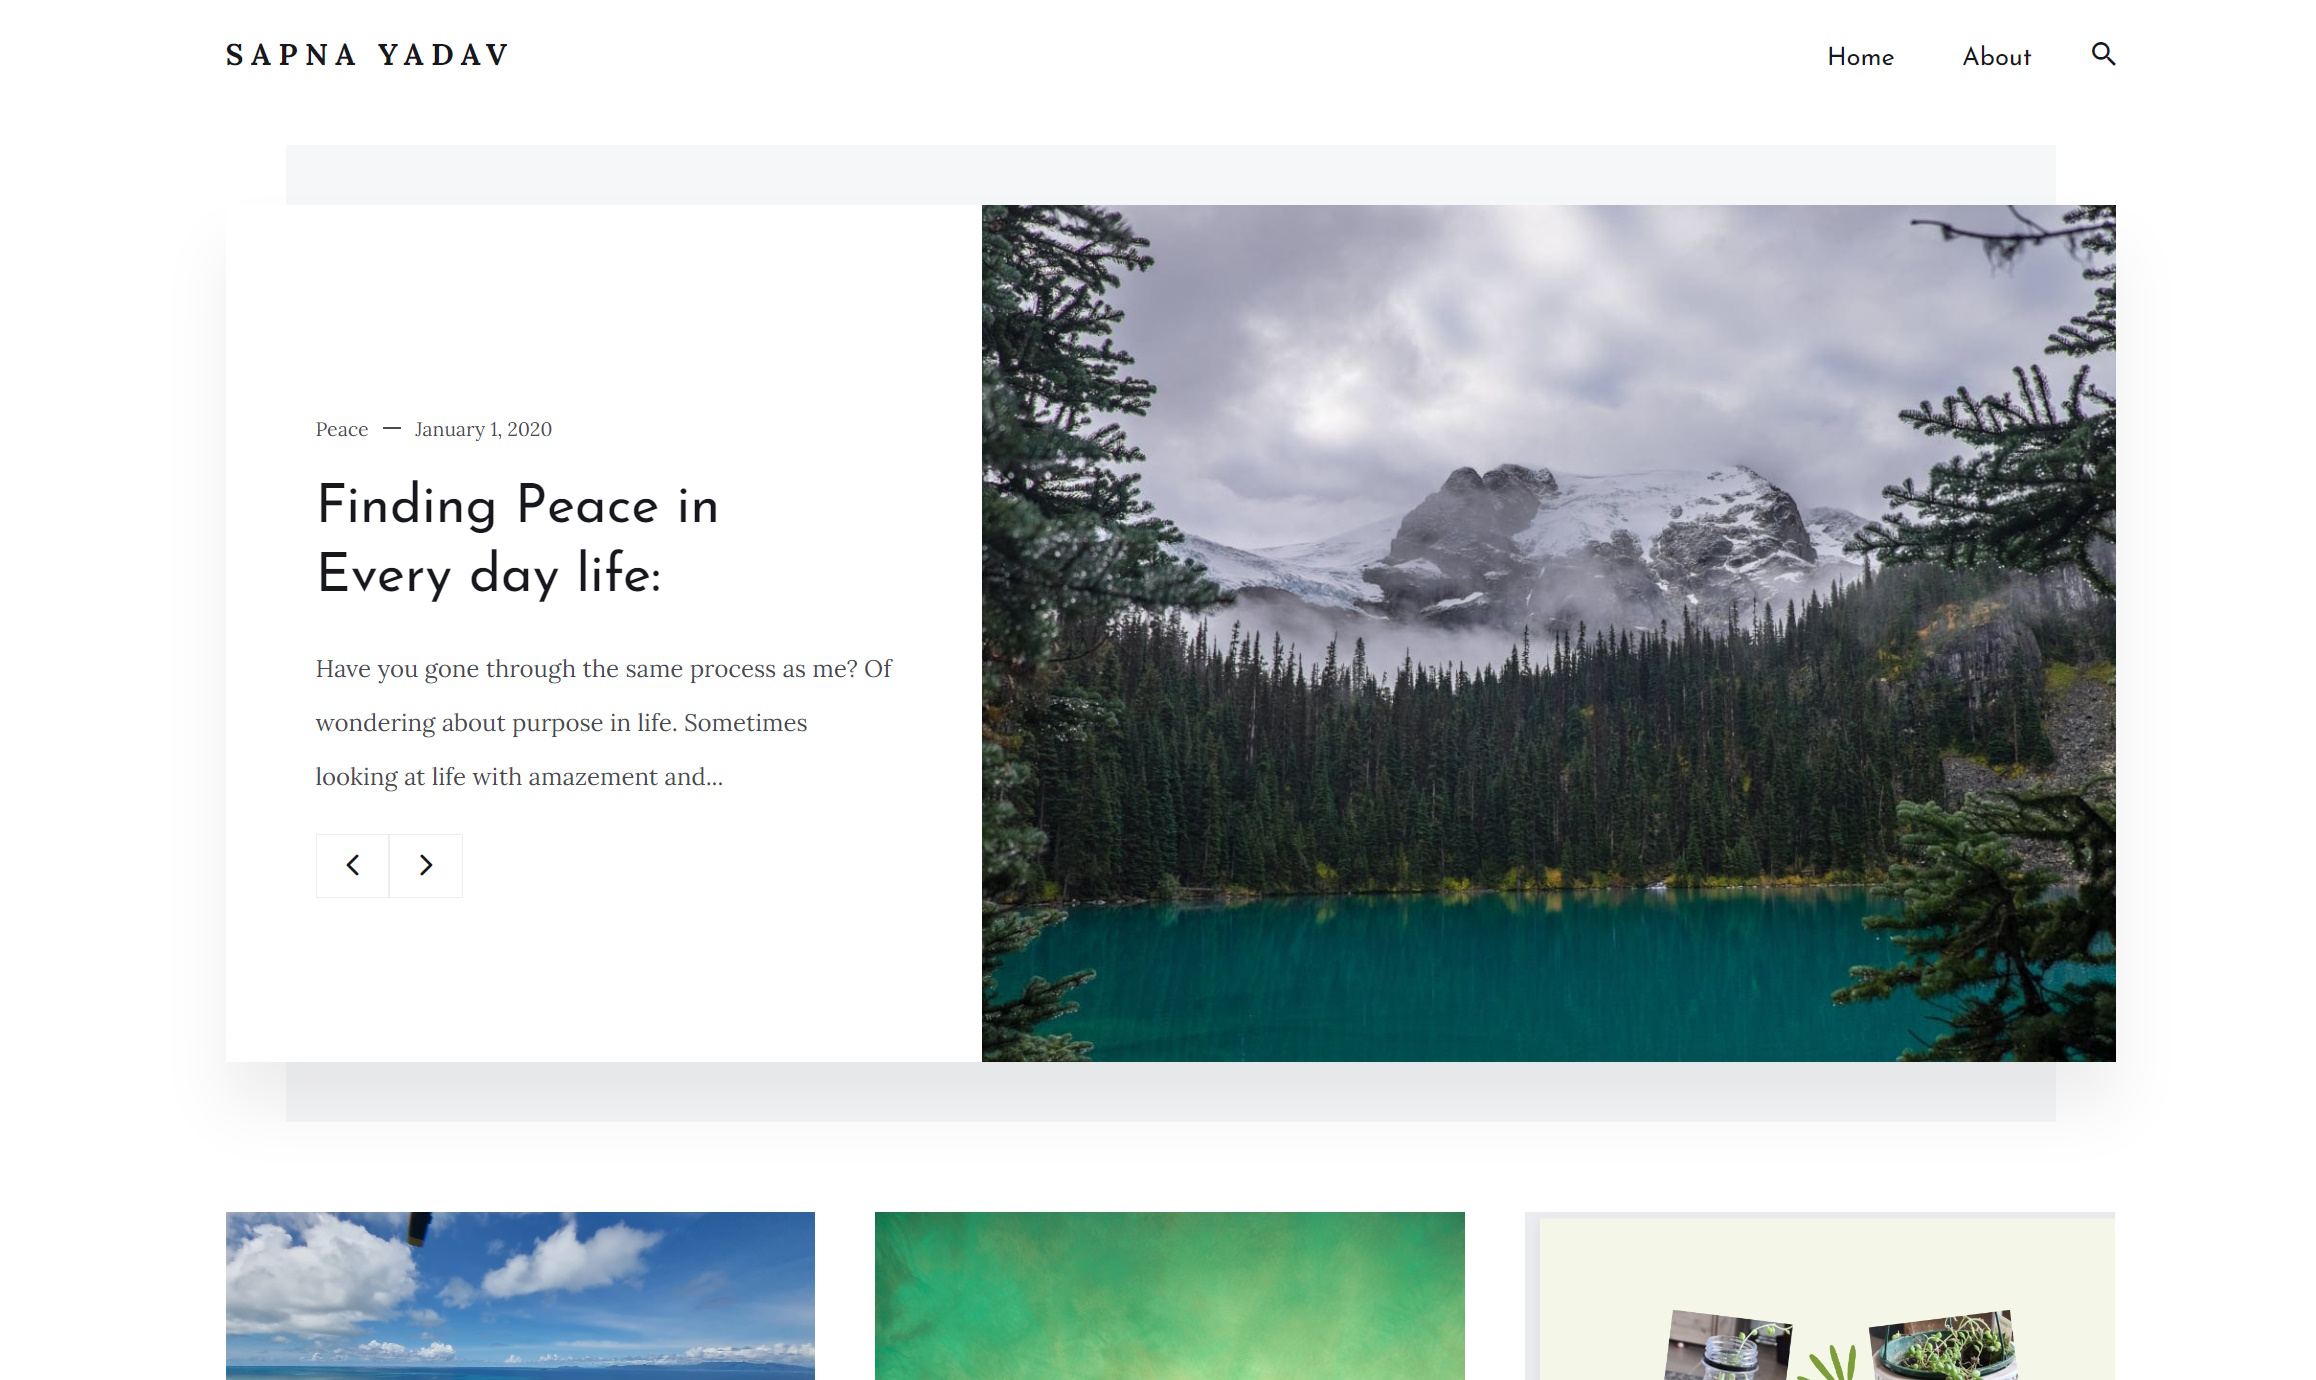 SAPNA YADAV
Home About
Peace — January 1, 2020
Finding Peace in
Every day life:
Have you gone through the same process as me? Of
wondering about purpose in life. Sometimes
looking at life with amazement and...